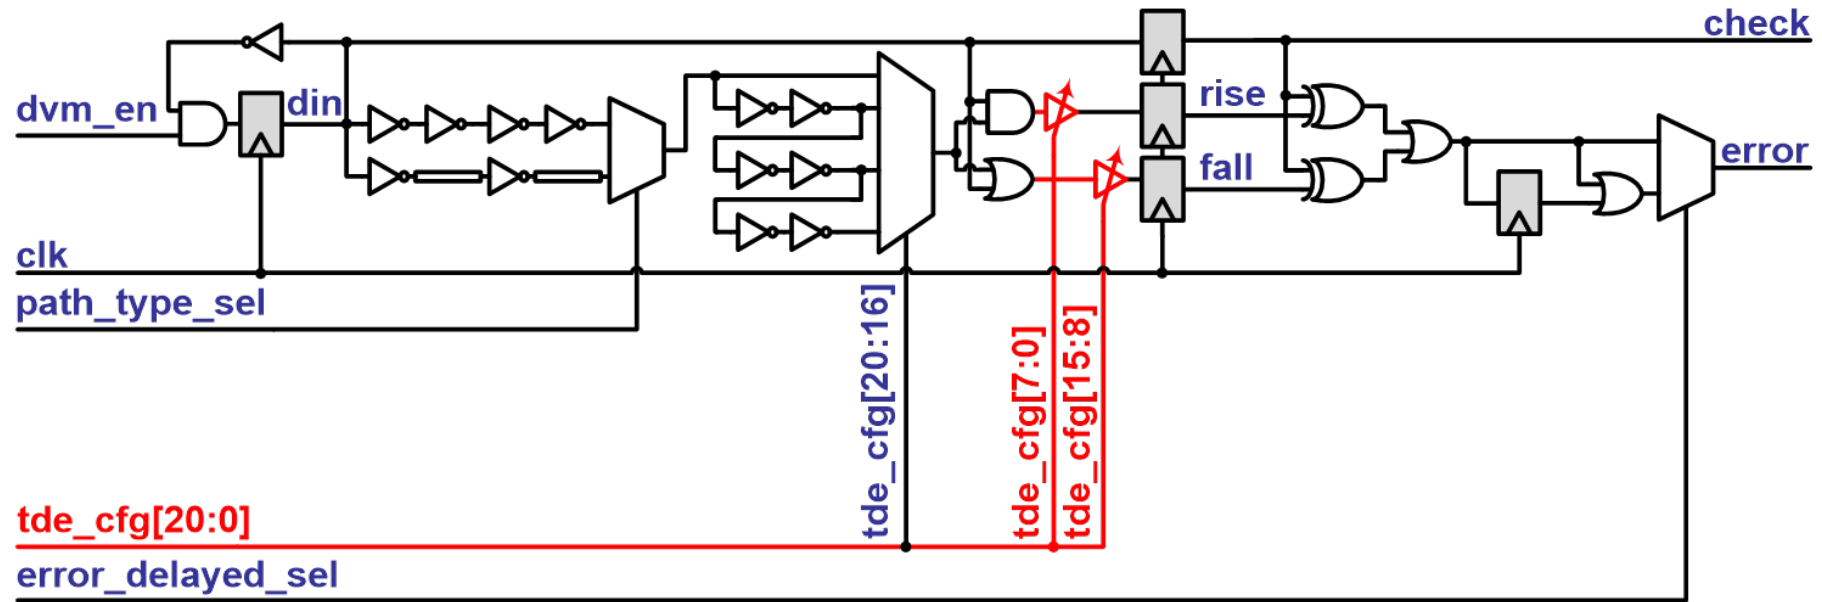 check
dvm_en
din
rise
fall
error
clk
path_type_sel
tde_cfg[20:16]
tde_cfg[7:0]
tde_cfg[15:8]
tde_cfg[20:0]
error_delayed_sel